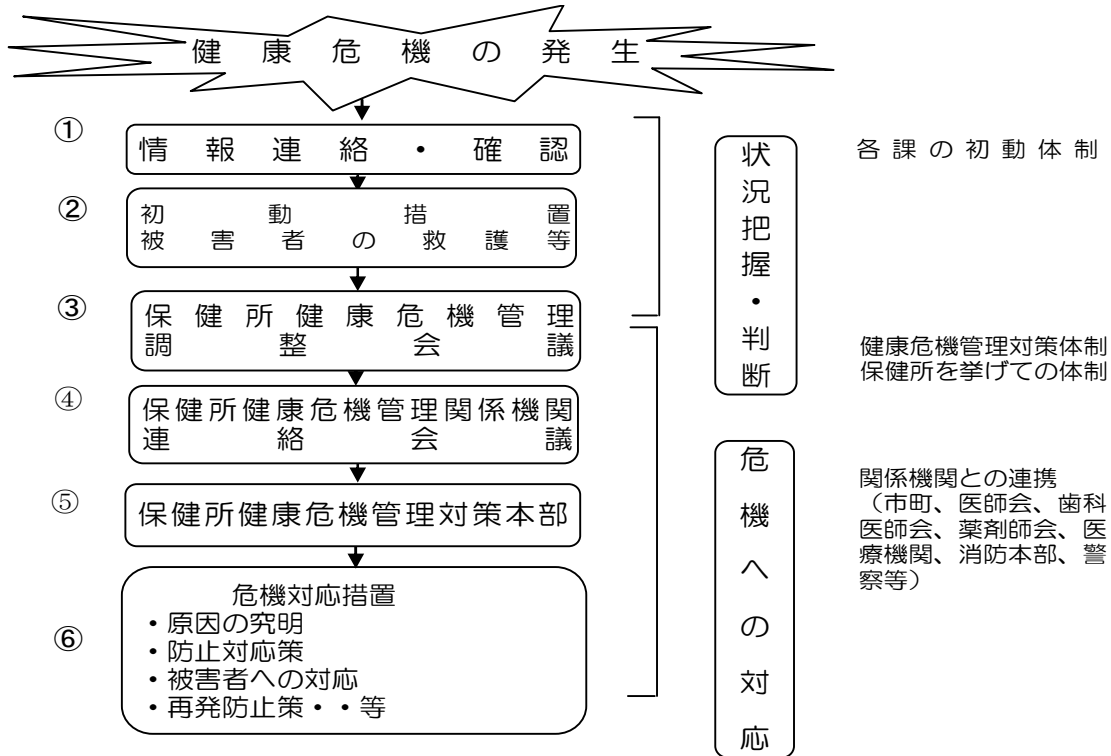 健康危機の発生
①
情報連絡・確認
②
初動措置
被害者の救護等
③
保健所健康危機管理
調整会議
④
保健所健康危機管理関係機関
連絡会議
⑤
保健所健康危機管理対策本部
⑥
危機対応措置
・原因の究明
・防止対応策
・被害者への対応
・再発防止策・・等
状況把握・判断
危機への対応
各課の初動体制
健康危機管理対策体制
保健所を挙げての体制
関係機関との連携
（市町、医師会、歯科
医師会、薬剤師会、医
療機関、消防本部、警
察等）